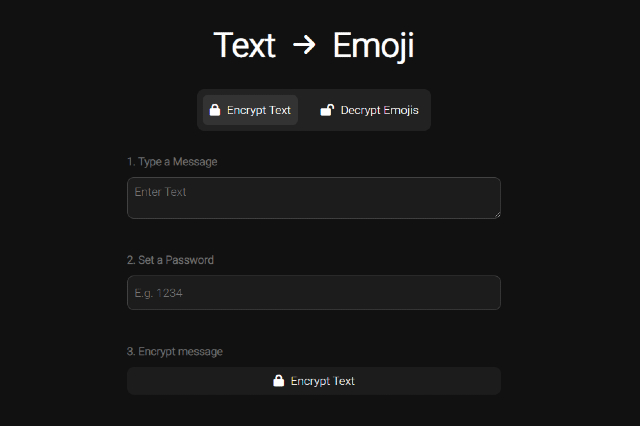 Text → Emoji
Encrypt Text
Decrypt Emojis
1. Type a Message
Enter Text
2. Set a Password
E.g. 1234
3. Encrypt message
Encrypt Text